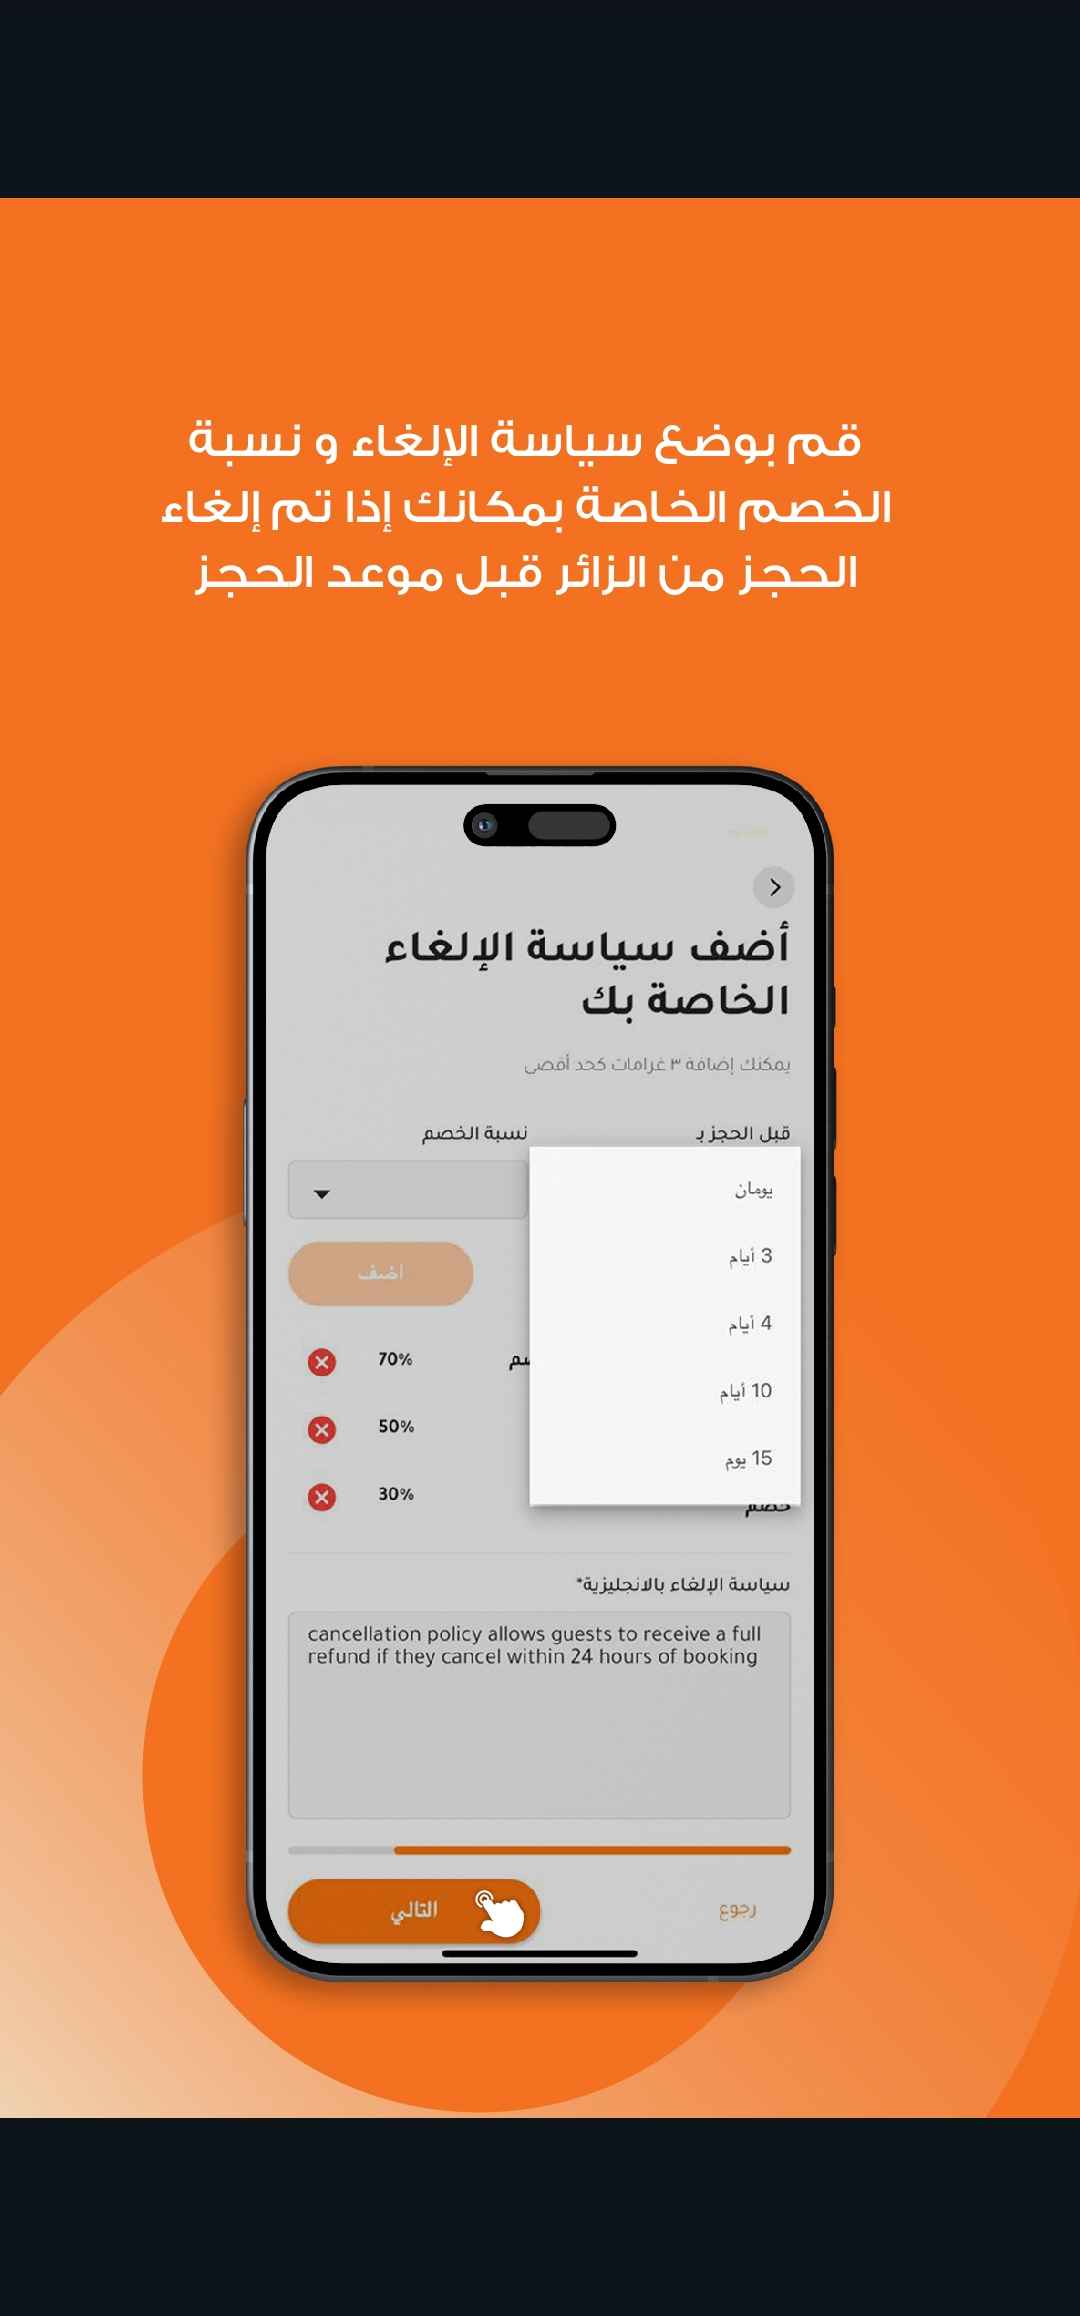 قم بوضع سياسة الإلغاء و نسبة
الخصم الخاصة بمكانك إذا تم إلغاء
الحجز من الزائر قبل موعد الحجز
أضف سياسة الإلغاء
الخاصة بك
يمكنك إضافة ٣ غرامات كحد أقصى
قبل الحجز بـ
نسبة الخصم
يومان
3 أيام
4 أيام
10 أيام
15 يوم
اضف
70%
50%
30%
خصم
سياسة الإلغاء بالانجليزية*
cancellation policy allows guests to receive a full
refund if they cancel within 24 hours of booking
رجوع
التالي